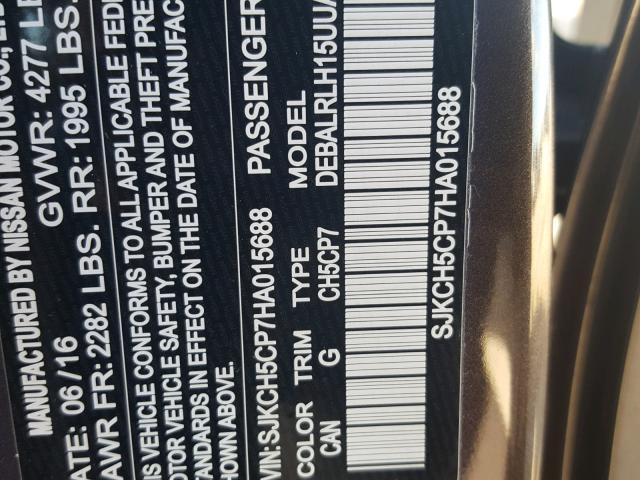 MANUFACTURED BY NISSAN MOTOR CO., LT
DATE: 06/16 GVWR: 4277 LB
GAWR FR: 2282 LBS. RR: 1995 LBS.
THIS VEHICLE CONFORMS TO ALL APPLICABLE FEDE
MOTOR VEHICLE SAFETY, BUMPER AND THEFT PRE
STANDARDS IN EFFECT ON THE DATE OF MANUFAC
SHOWN ABOVE.
VIN: SJKCH5CP7HA015688 PASSENGER
COLOR TRIM TYPE MODEL
CAN G CH5CP7 DEBALRLH15UUA
SJKCH5CP7HA015688